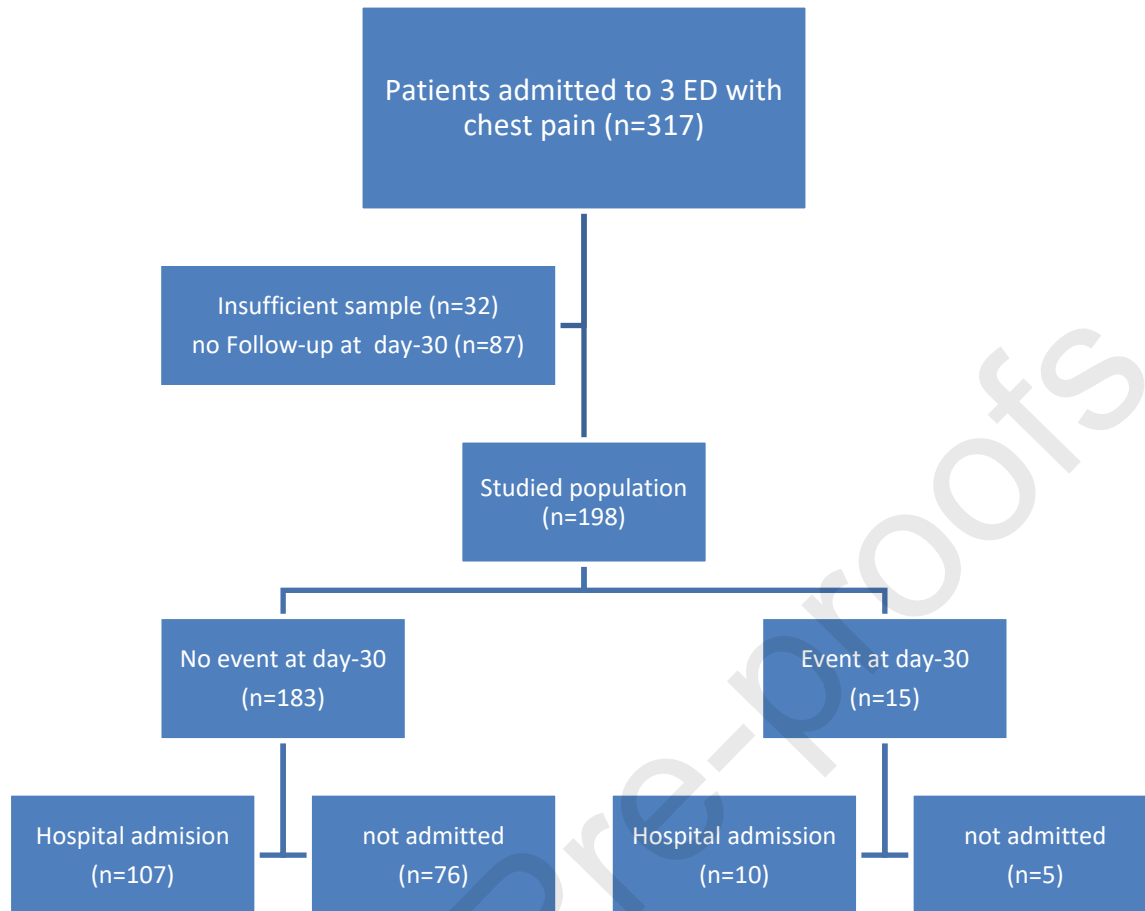 Patients admitted to 3 ED with
chest pain (n=317)
Insufficient sample (n=32)
no Follow-up at day-30 (n=87)
Studied population
(n=198)
No event at day-30
(n=183)
Event at day-30
(n=15)
Hospital admision
(n=107)
not admitted
(n=76)
Hospital admission
(n=10)
not admitted
(n=5)
Pre-proofs